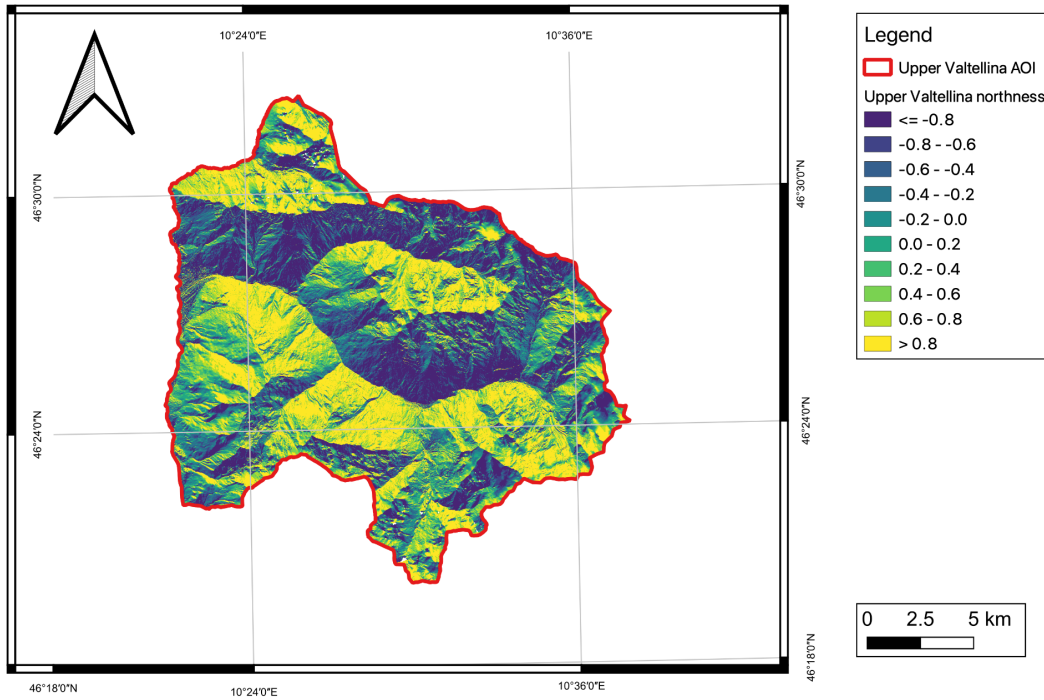 10°24'0"E
10°36'0"E
46°30'0"N
46°30'0"N
46°24'0"N
46°24'0"N
46°18'0"N
46°18'0"N
10°24'0"E
10°36'0"E
Legend
Upper Valtellina AOI
Upper Valtellina northness
<= -0.8
-0.8 - -0.6
-0.6 - -0.4
-0.4 - -0.2
-0.2 - 0.0
0.0 - 0.2
0.2 - 0.4
0.4 - 0.6
0.6 - 0.8
> 0.8
0 2.5 5 km